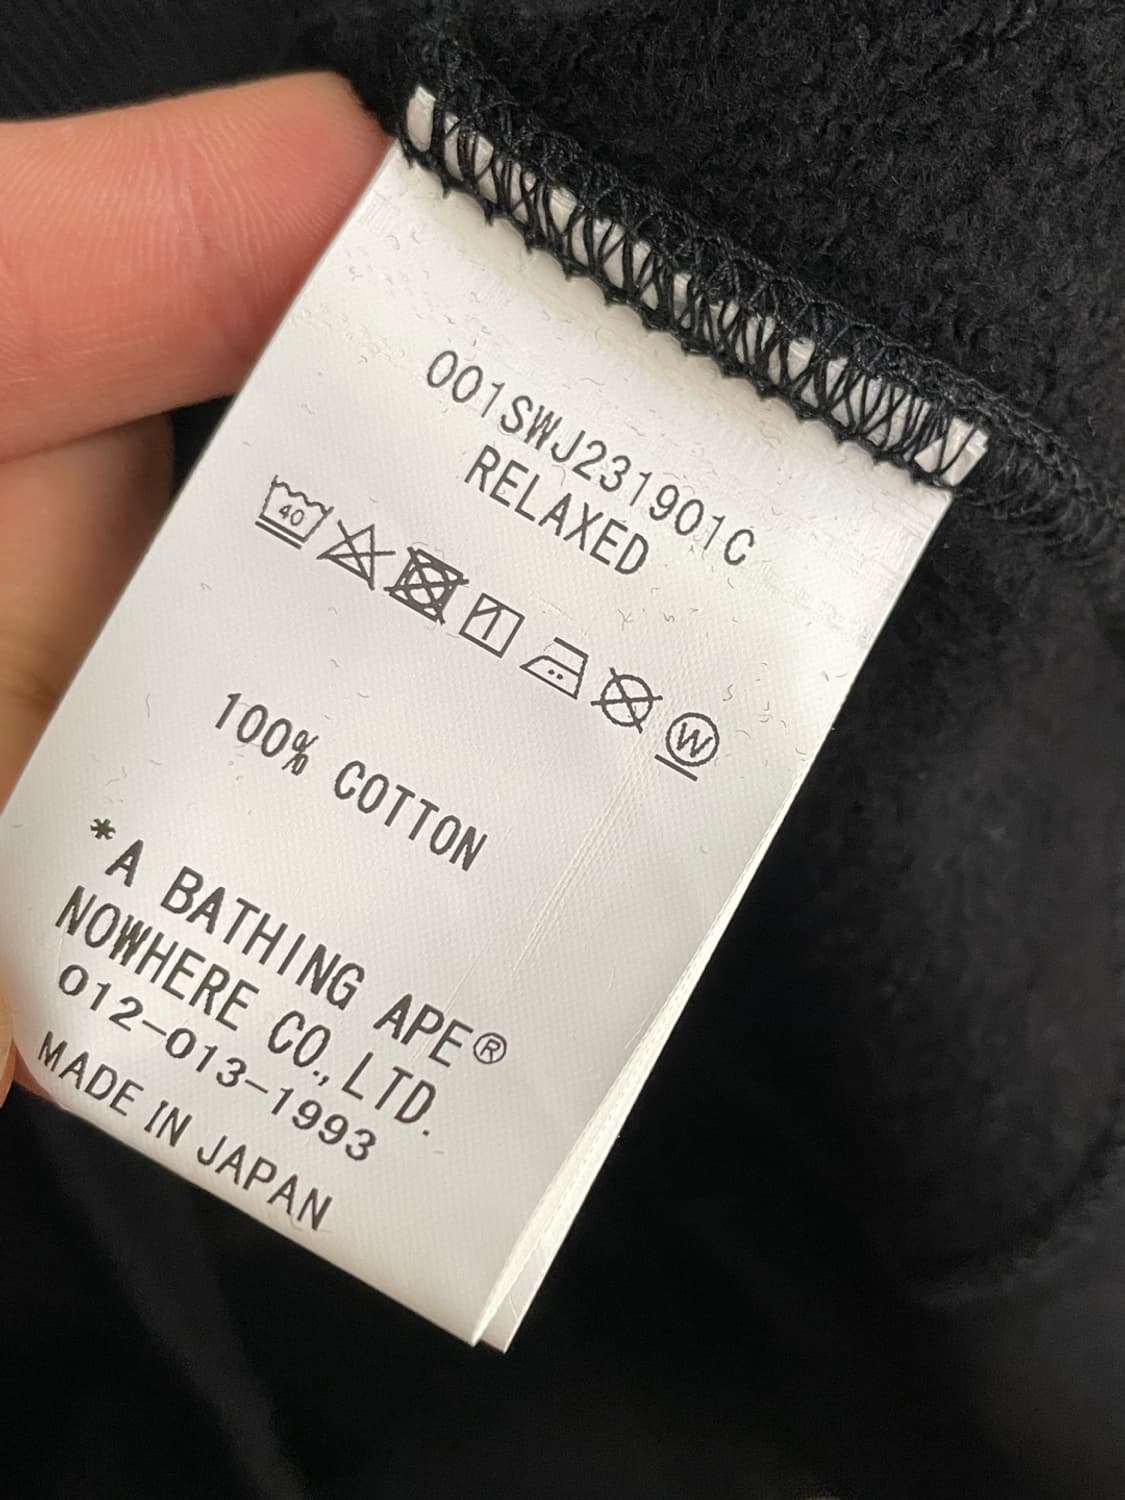 001SWJ231901C
RELAXED
40
W
100% COTTON
*A BATHING APE®
NOWHERE CO., LTD.
012-013-1993
MADE IN JAPAN